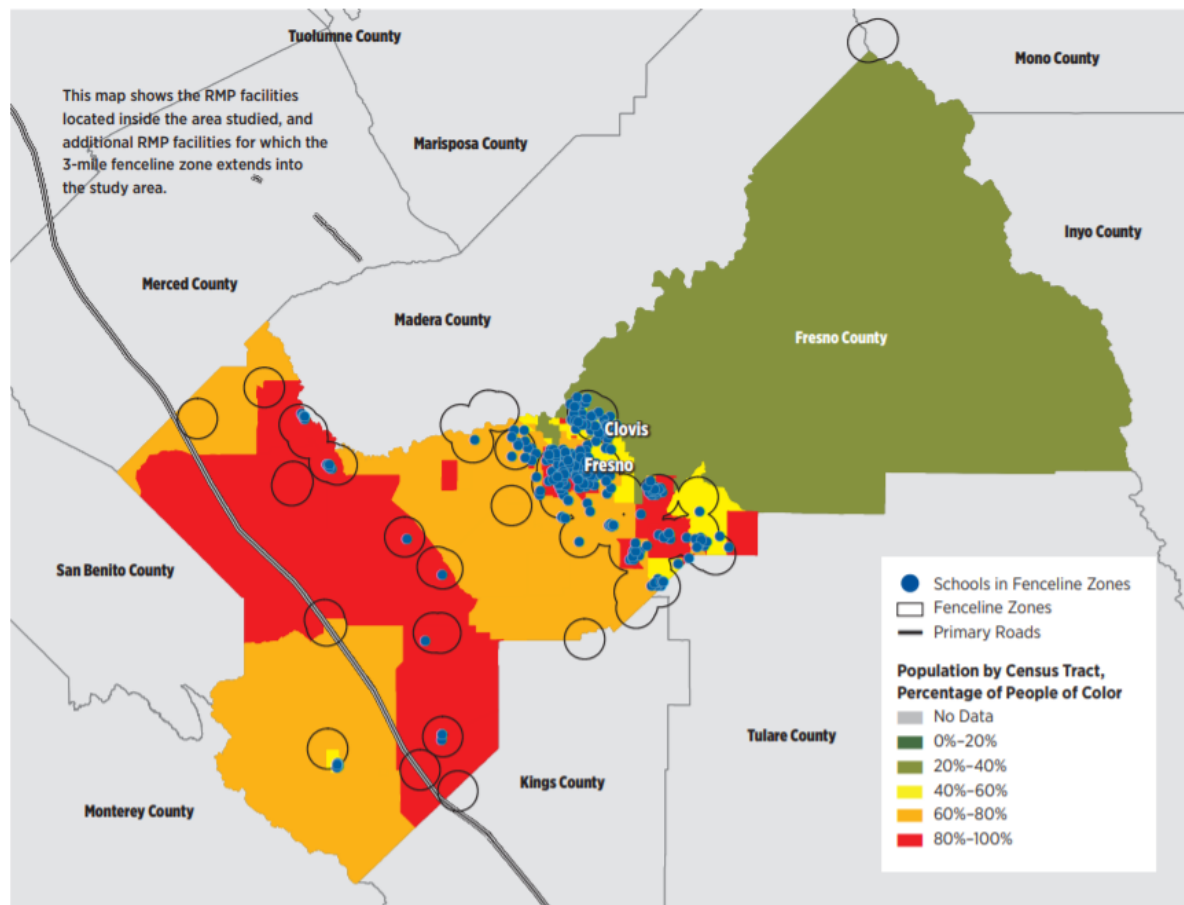 Tuolumne County
Mono County
This map shows the RMP facilities
located inside the area studied, and
additional RMP facilities for which the
3-mile fenceline zone extends into
the study area.
Marisposa County
Inyo County
Merced County
Madera County
Fresno County
Clovis
Fresno
San Benito County
Schools in Fenceline Zones
Fenceline Zones
Primary Roads
Population by Census Tract,
Percentage of People of Color
No Data
0%–20%
20%–40%
40%–60%
60%–80%
80%–100%
Tulare County
Kings County
Monterey County